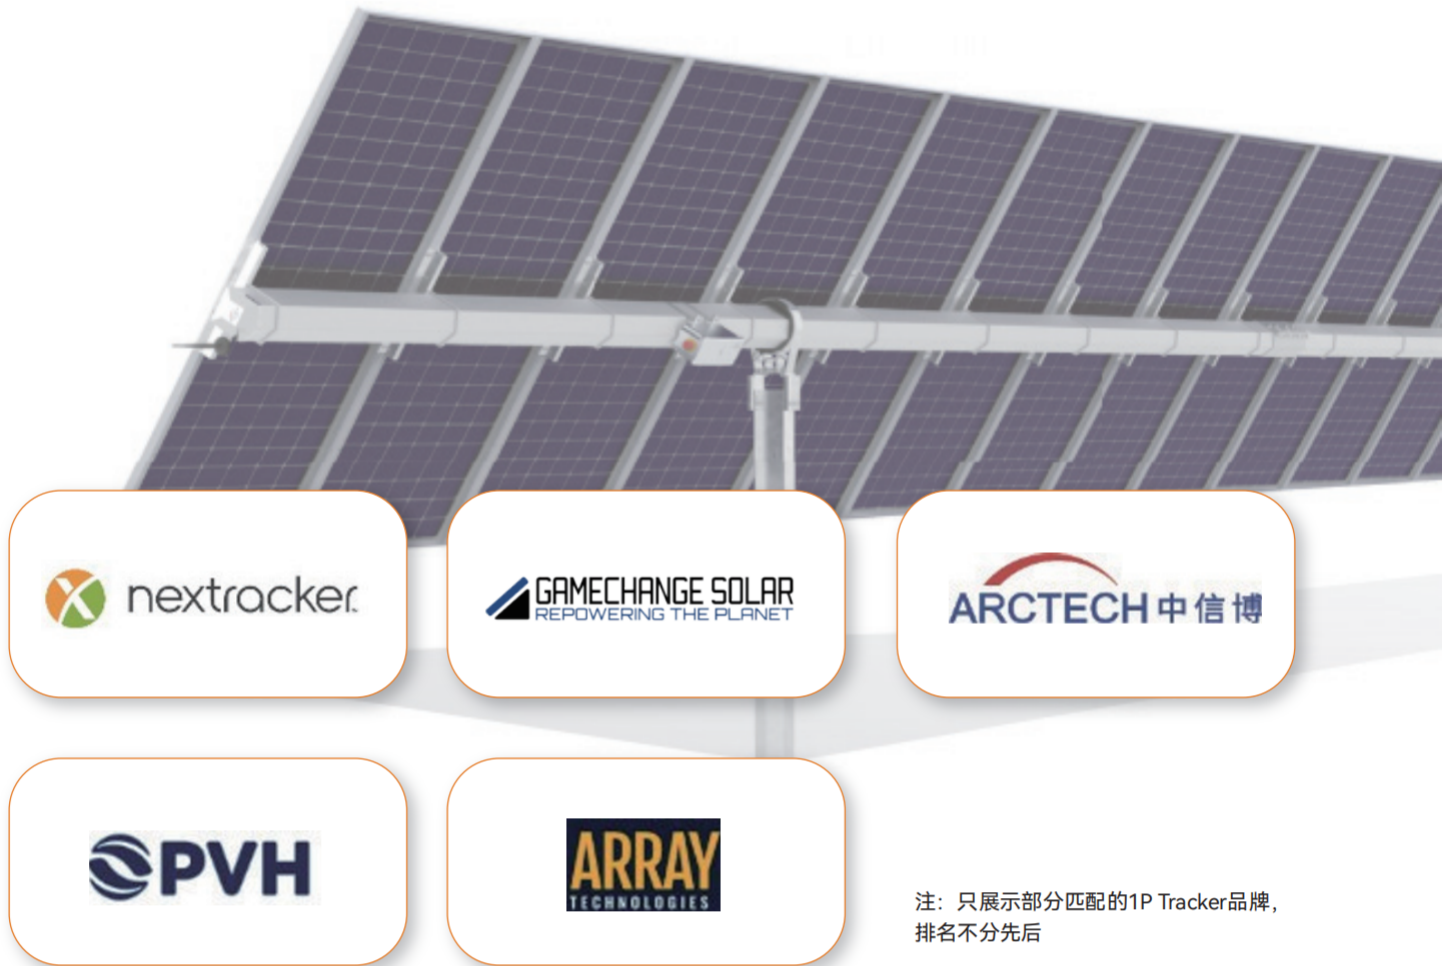 nextracker
GAMECHANGE SOLAR
REPOWERING THE PLANET
ARCTECH 中信博
PVH
ARRAY
TECHNOLOGIES
注：只展示部分匹配的1P Tracker品牌，
排名不分先后